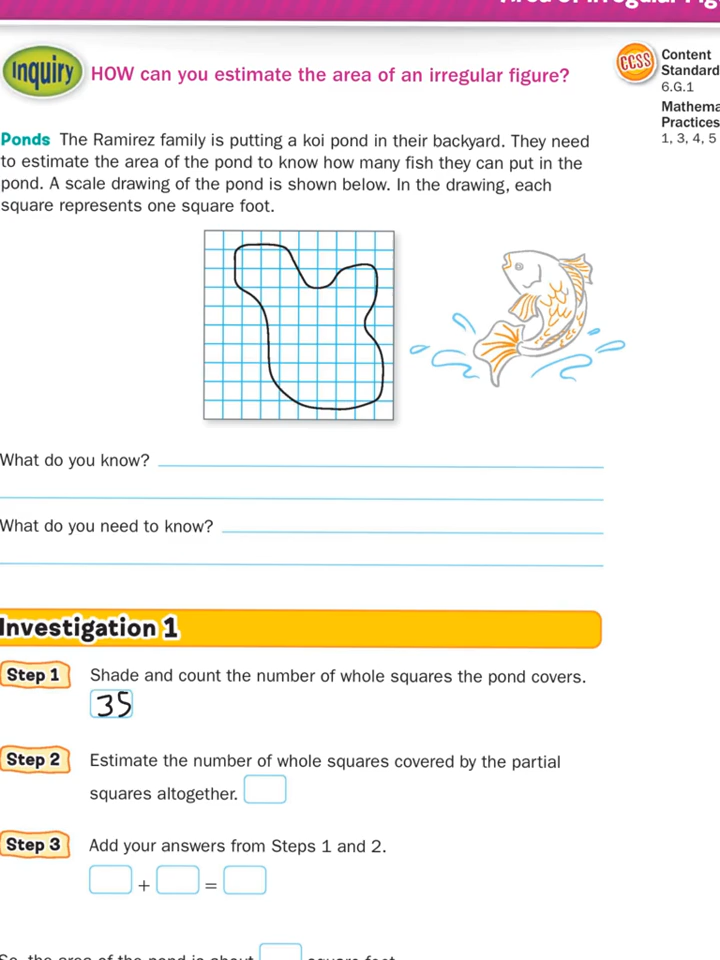 Inquiry HOW can you estimate the area of an irregular figure?
CCSS Content
Standard
6.G.1
Mathema
Practices
1, 3, 4, 5
Ponds The Ramirez family is putting a koi pond in their backyard. They need
to estimate the area of the pond to know how many fish they can put in the
pond. A scale drawing of the pond is shown below. In the drawing, each
square represents one square foot.
What do you know?
What do you need to know?
Investigation 1
Step 1 Shade and count the number of whole squares the pond covers.
35
Step 2 Estimate the number of whole squares covered by the partial
squares altogether.
Step 3 Add your answers from Steps 1 and 2.
+ =